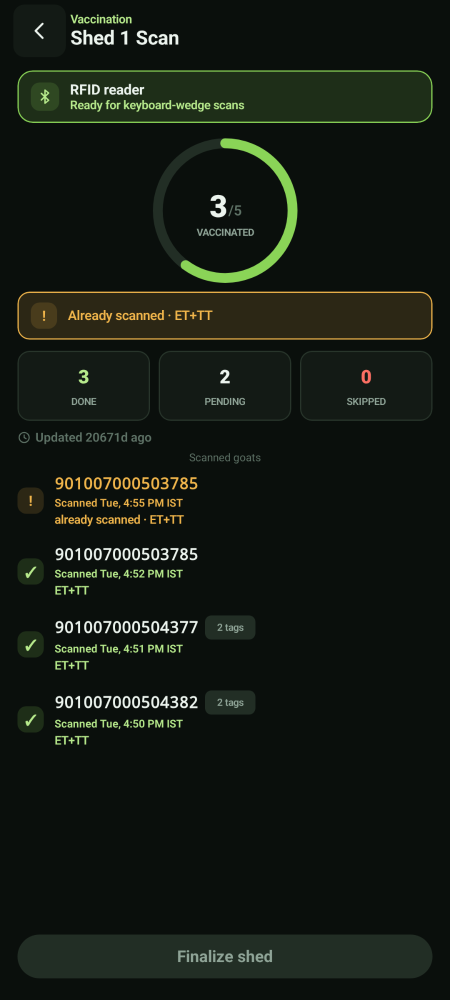 Vaccination
Shed 1 Scan
RFID reader
Ready for keyboard-wedge scans
3/5
VACCINATED
!
Already scanned · ET+TT
3
DONE
2
PENDING
0
SKIPPED
Updated 20671d ago
Scanned goats
901007000503785
!
Scanned Tue, 4:55 PM IST
already scanned · ET+TT
901007000503785
Scanned Tue, 4:52 PM IST
ET+TT
901007000504377 2 tags
Scanned Tue, 4:51 PM IST
ET+TT
901007000504382 2 tags
Scanned Tue, 4:50 PM IST
ET+TT
Finalize shed